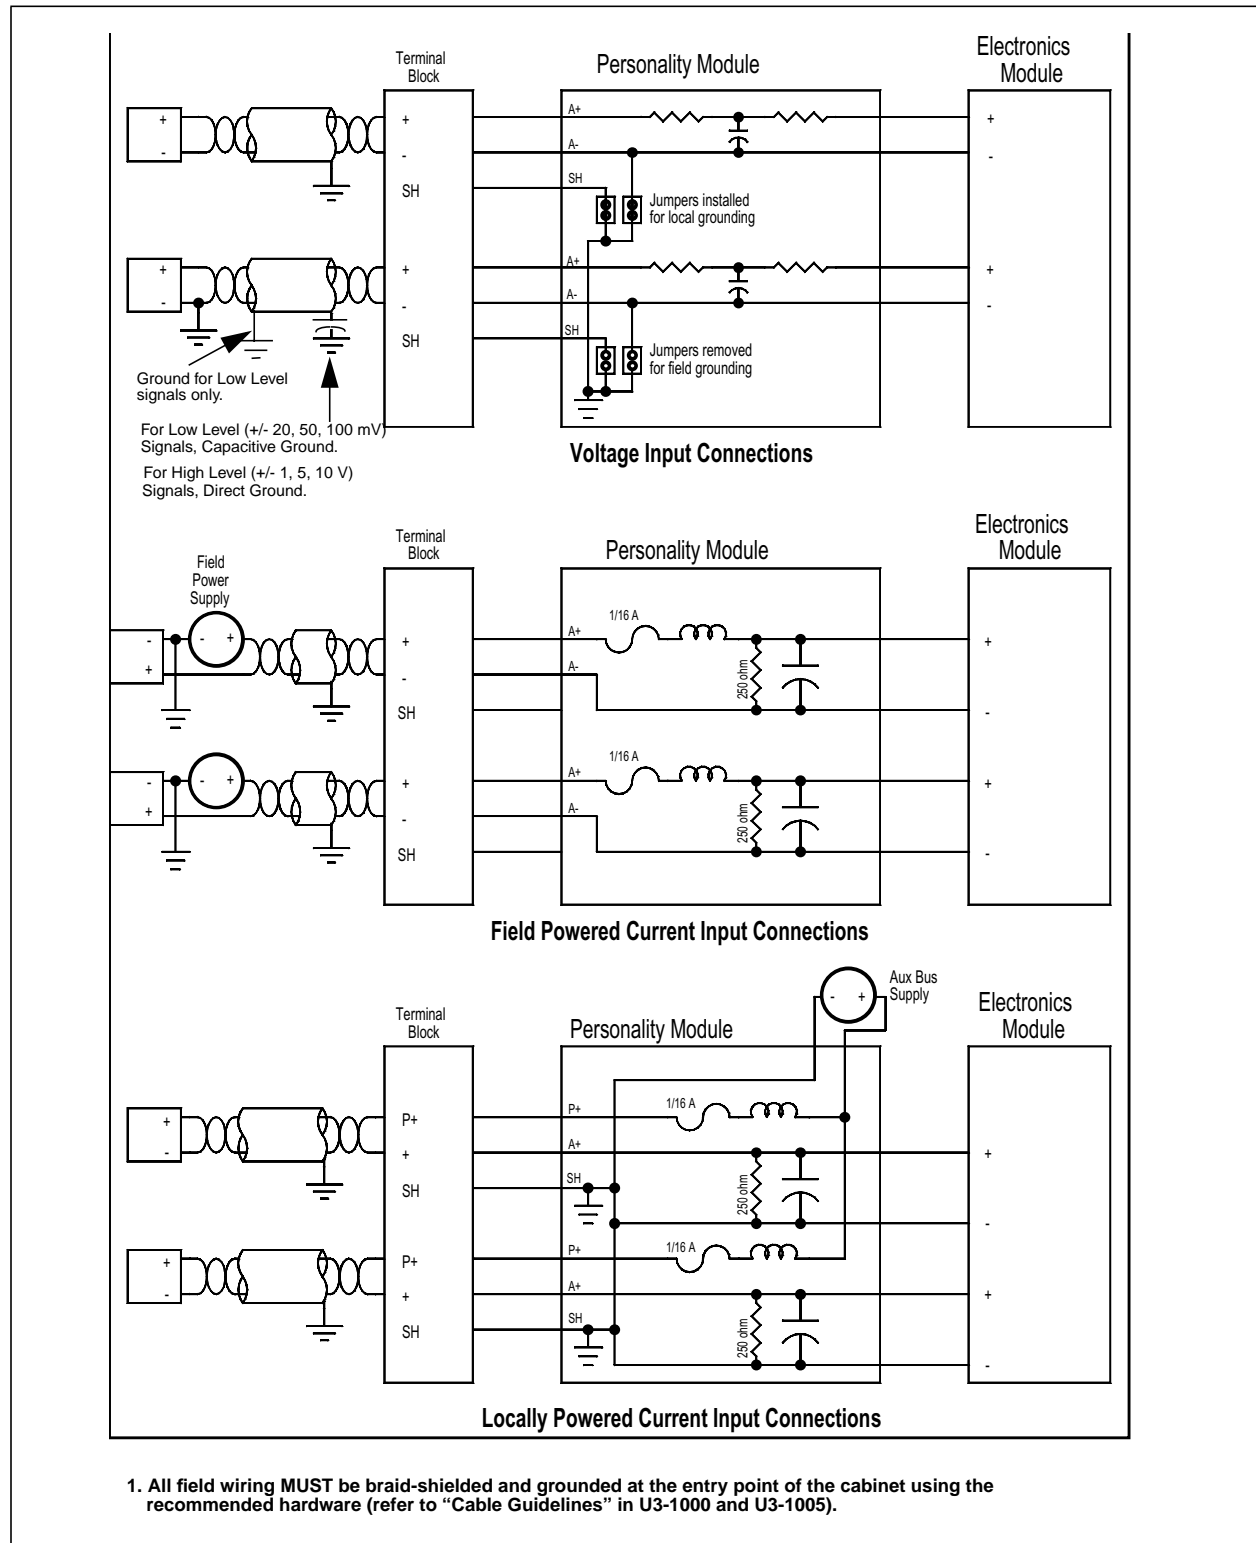 Terminal
Block
Personality Module
Electronics
Module
+
-
+
-
SH
A+
A-
SH
Jumpers installed
for local grounding
+
-
+
-
+
-
SH
A+
A-
SH
Jumpers removed
for field grounding
+
-
Ground for Low Level
signals only.
For Low Level (+/- 20, 50, 100 mV)
Signals, Capacitive Ground.
For High Level (+/- 1, 5, 10 V)
Signals, Direct Ground.
Voltage Input Connections
Field
Power
Supply
Terminal
Block
Personality Module
Electronics
Module
-
+
- +
+
-
SH
A+
A-
1/16 A
250 ohm
+
-
-
+
- +
+
-
SH
A+
A-
1/16 A
250 ohm
+
-
Field Powered Current Input Connections
Aux Bus
Supply
- +
Terminal
Block
Personality Module
Electronics
Module
+
-
P+
+
SH
P+
A+
SH
1/16 A
250 ohm
+
-
+
-
P+
+
SH
P+
A+
SH
1/16 A
250 ohm
+
-
Locally Powered Current Input Connections
1. All field wiring MUST be braid-shielded and grounded at the entry point of the cabinet using the
recommended hardware (refer to “Cable Guidelines” in U3-1000 and U3-1005).